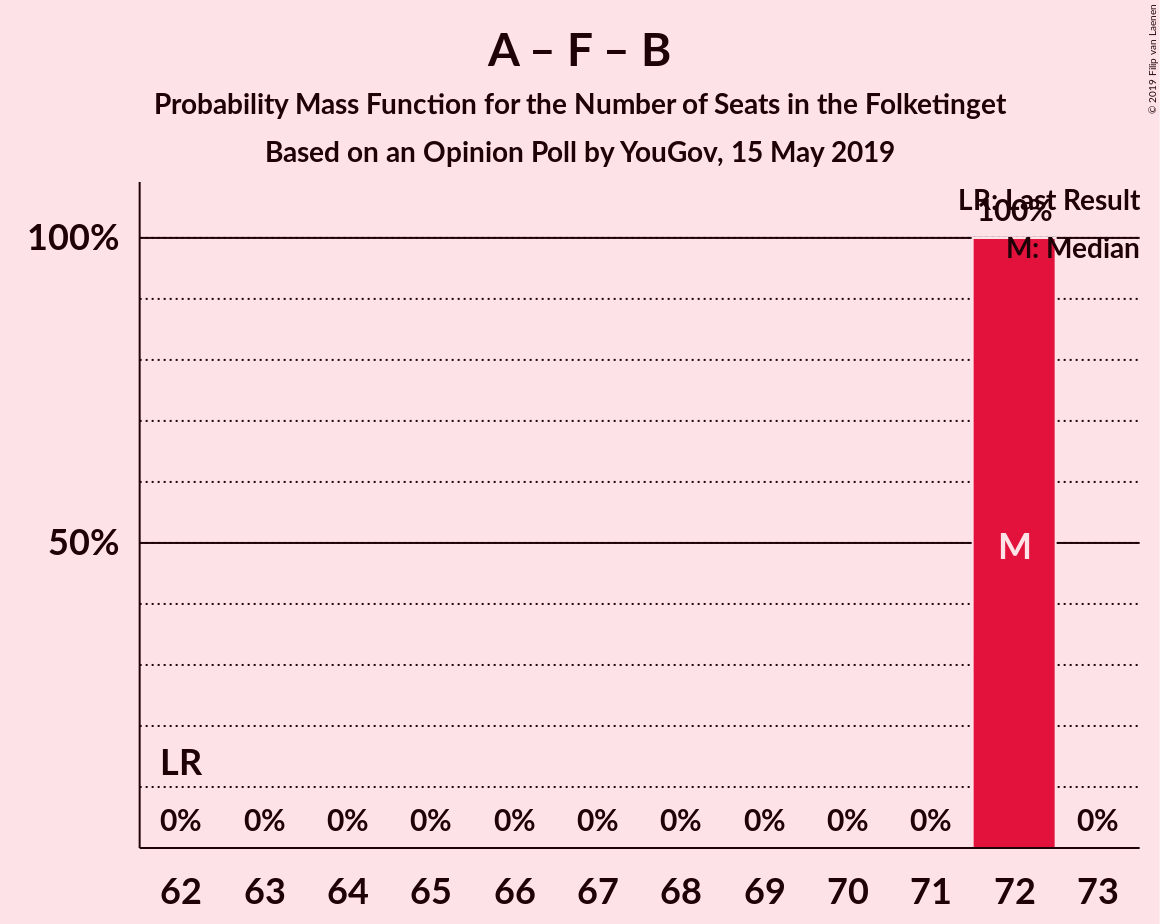 A – F – B
Probability Mass Function for the Number of Seats in the Folketinget
Based on an Opinion Poll by YouGov, 15 May 2019
© 2019 Filip van Laenen
LR: Last Result
100%
M: Median
100%
50%
M
LR
0% 0% 0% 0% 0% 0% 0% 0% 0% 0% 0%
62 63 64 65 66 67 68 69 70 71 72 73